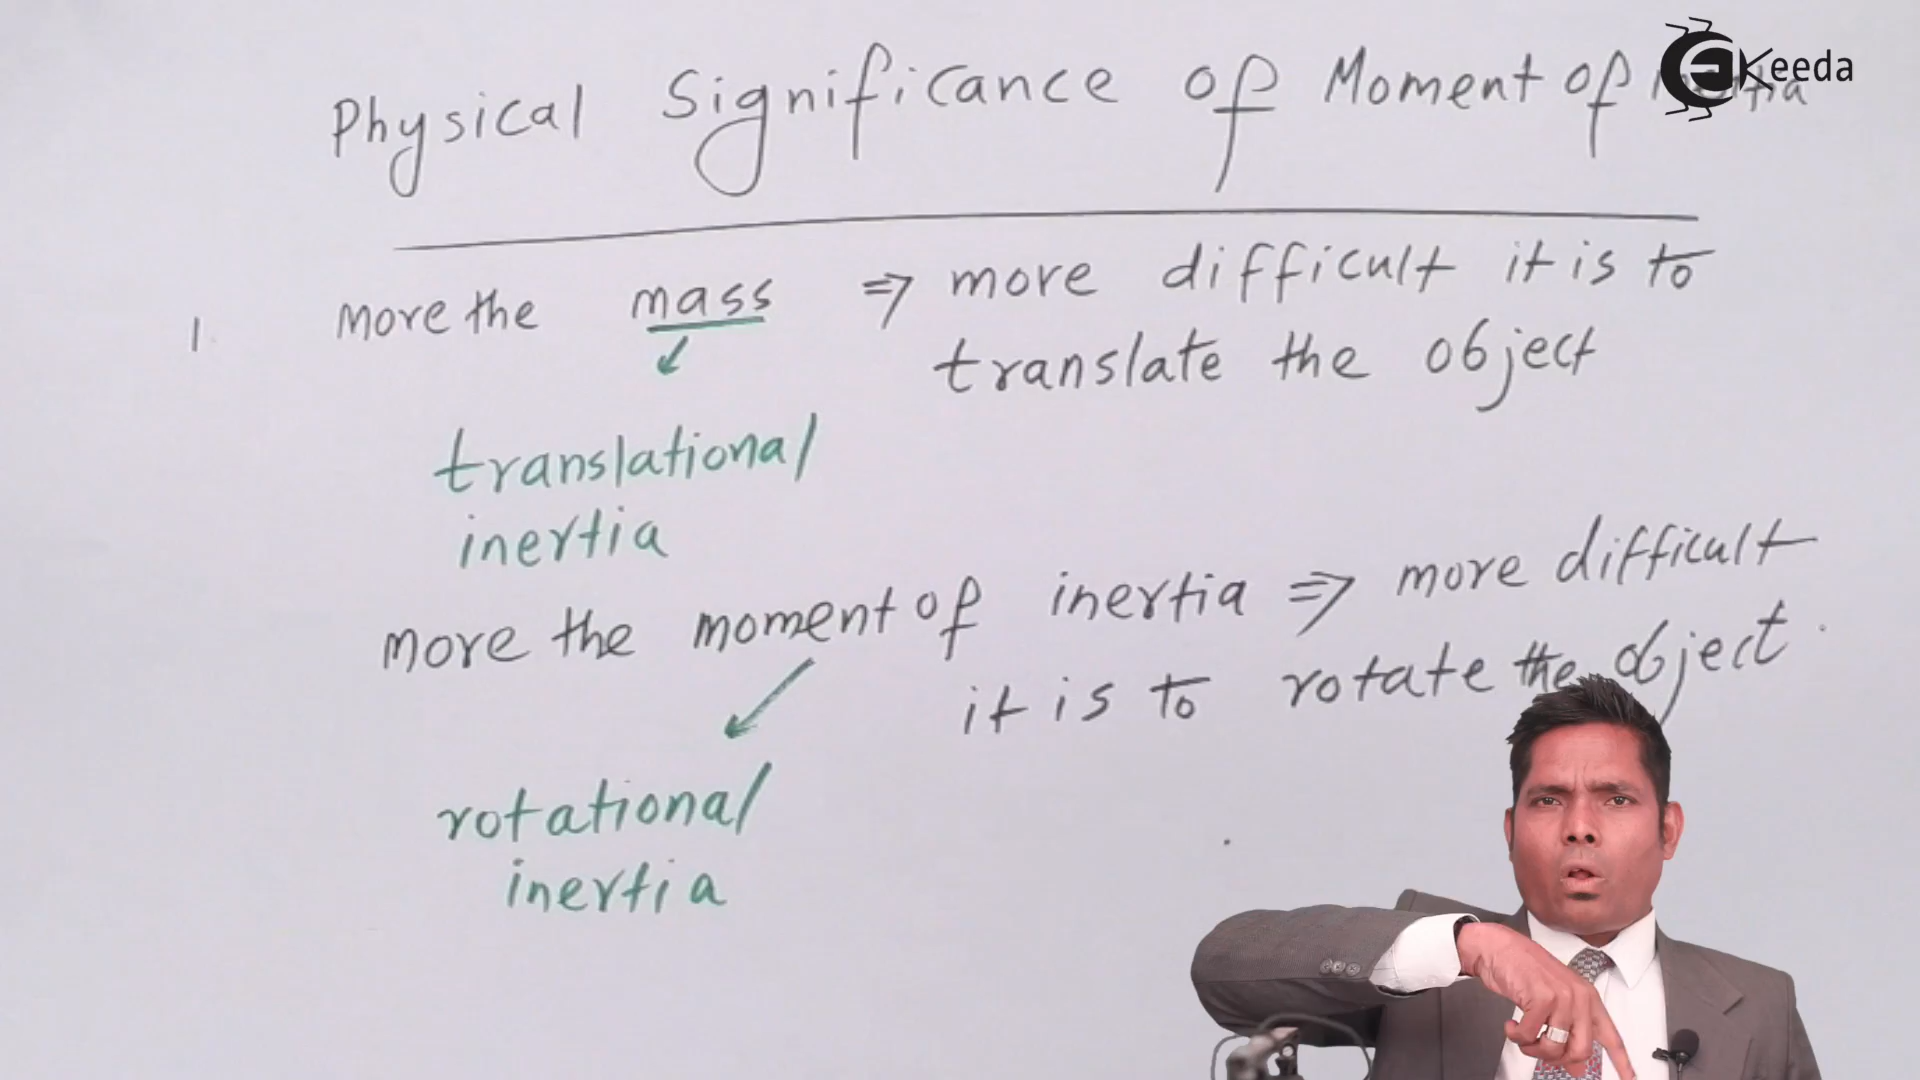 Physical Significance of Moment of
EKeeda
1. More the mass ⇒ more difficult it is to
translate the object
translational
inertia
More the moment of inertia ⇒ more difficult
it is to rotate the object.
rotational
inertia